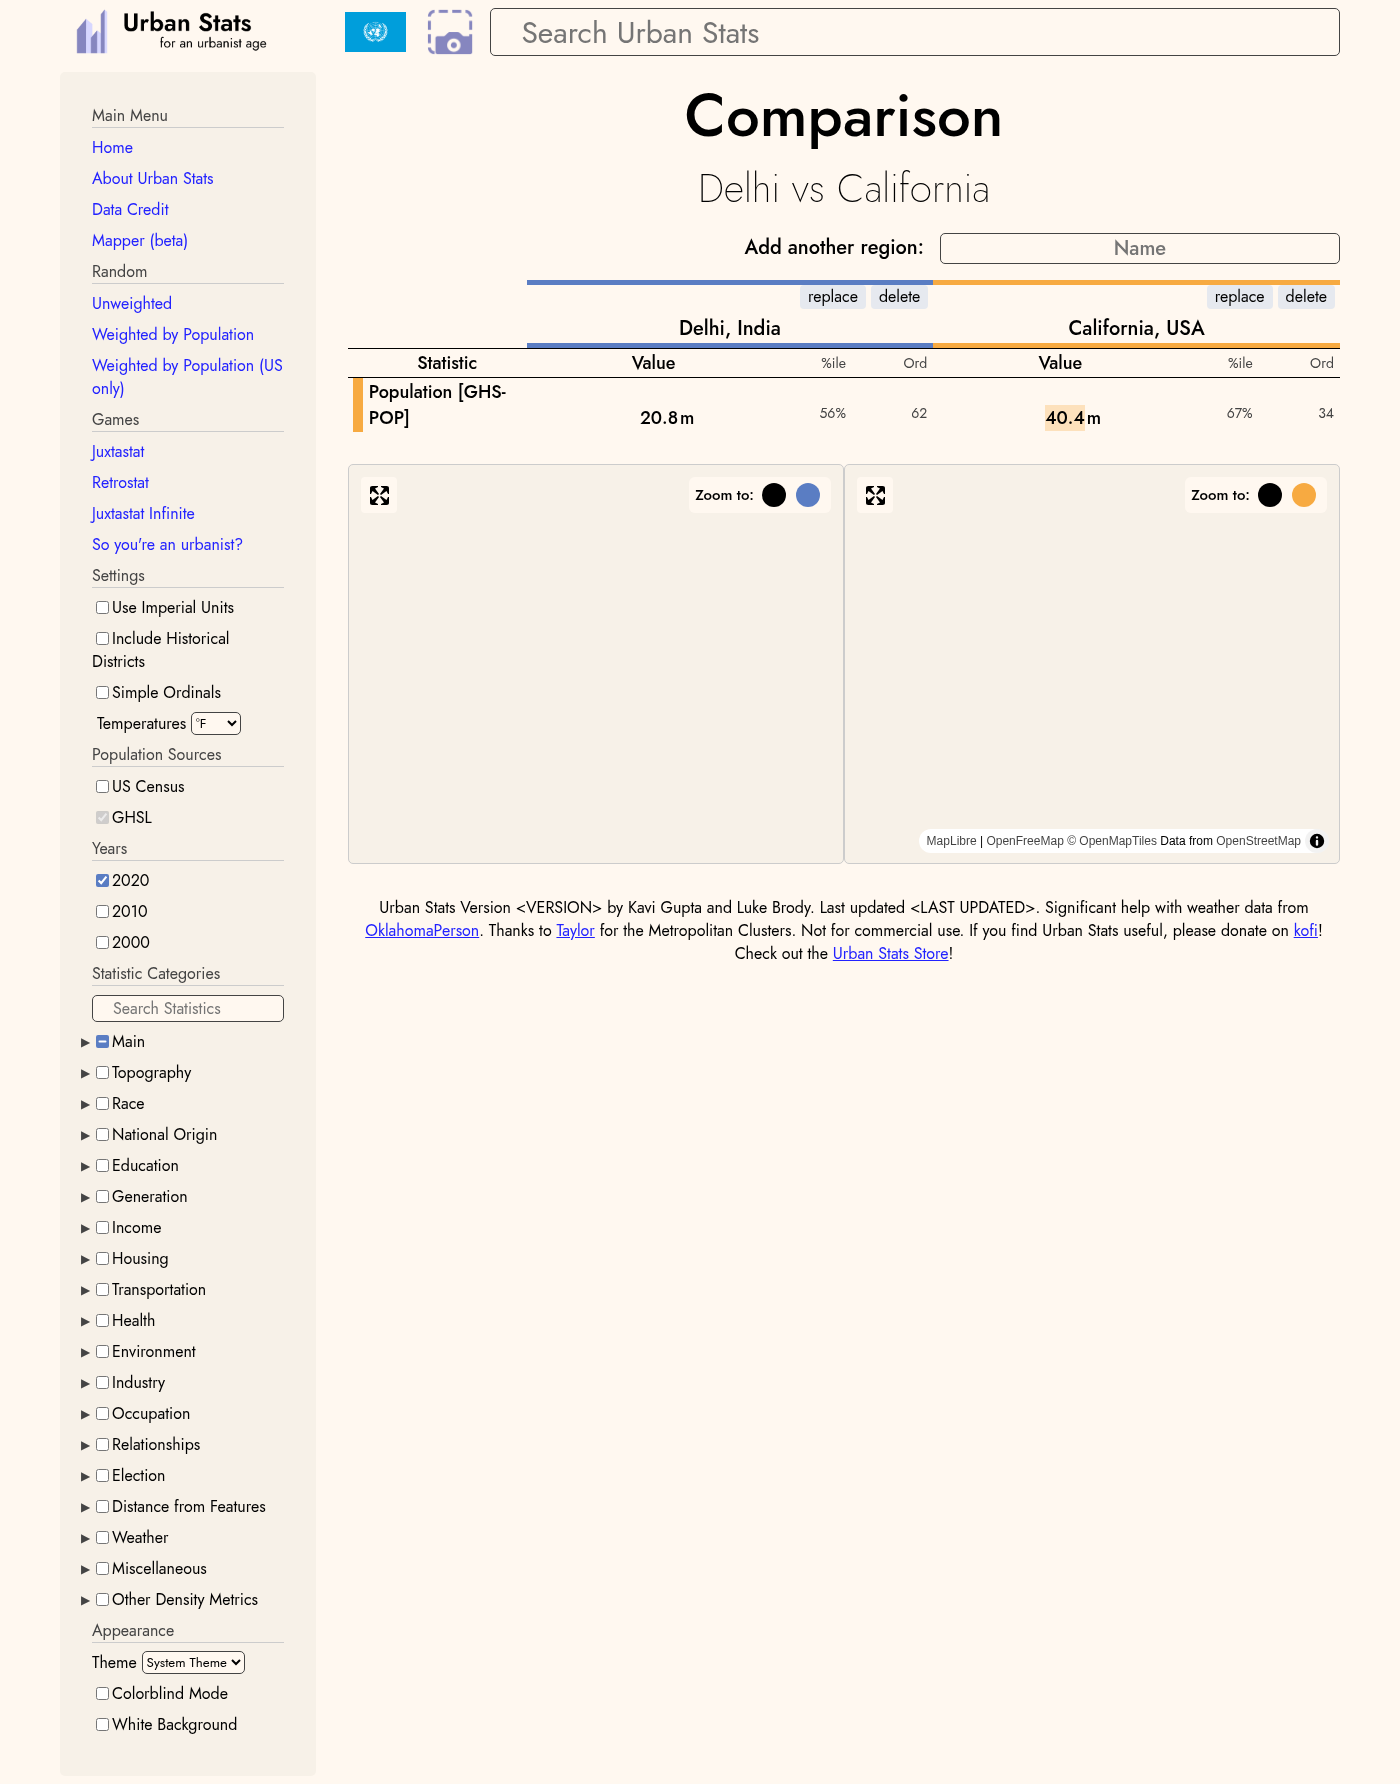 Urban Stats
for an urbanist age
Search Urban Stats
Main Menu
Home
About Urban Stats
Data Credit
Mapper (beta)
Random
Unweighted
Weighted by Population
Weighted by Population (US
only)
Games
Juxtastat
Retrostat
Juxtastat Infinite
So you're an urbanist?
Settings
Use Imperial Units
Include Historical
Districts
Simple Ordinals
Temperatures °F
Population Sources
US Census
GHSL
Years
2020
2010
2000
Statistic Categories
Search Statistics
Main
Topography
Race
National Origin
Education
Generation
Income
Housing
Transportation
Health
Environment
Industry
Occupation
Relationships
Election
Distance from Features
Weather
Miscellaneous
Other Density Metrics
Appearance
Theme System Theme
Colorblind Mode
White Background
Comparison
Delhi vs California
Add another region: Name
replace delete replace delete
Delhi, India California, USA
Statistic Value %ile Ord Value %ile Ord
Population [GHS-
POP] 20.8m 56% 62 40.4m 67% 34
Zoom to: Zoom to:
MapLibre | OpenFreeMap © OpenMapTiles Data from OpenStreetMap
Urban Stats Version <VERSION> by Kavi Gupta and Luke Brody. Last updated <LAST UPDATED>. Significant help with weather data from
OklahomaPerson. Thanks to Taylor for the Metropolitan Clusters. Not for commercial use. If you find Urban Stats useful, please donate on kofi!
Check out the Urban Stats Store!